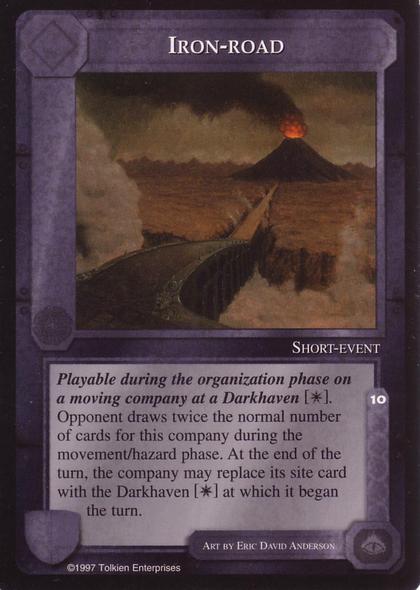 IRON-ROAD
SHORT-EVENT
Playable during the organization phase on
a moving company at a Darkhaven [✶].
Opponent draws twice the normal number
of cards for this company during the
movement/hazard phase. At the end of the
turn, the company may replace its site card
with the Darkhaven [✶] at which it began
the turn.
10
ART BY ERIC DAVID ANDERSON
©1997 Tolkien Enterprises